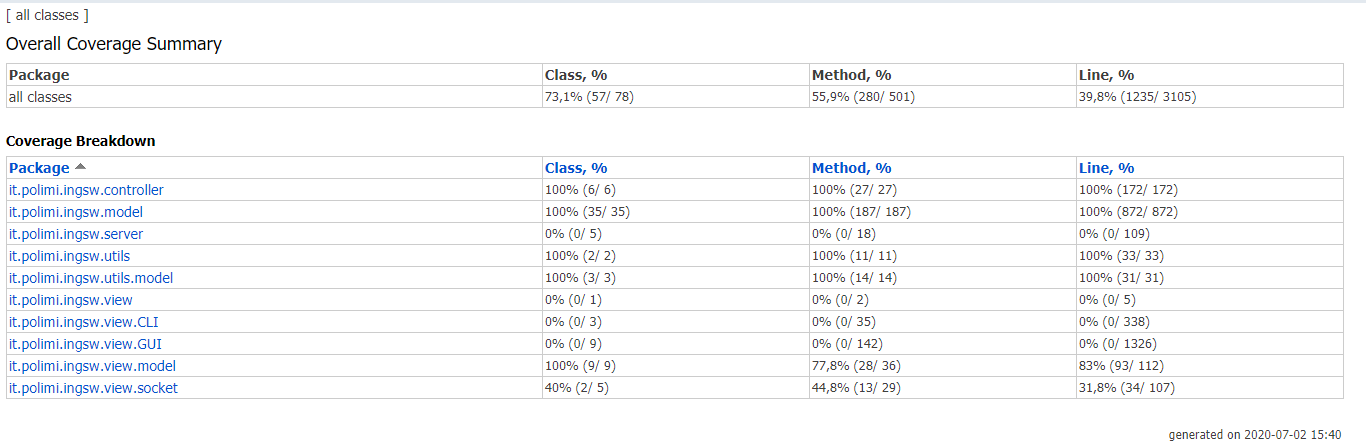 [ all classes ]
Overall Coverage Summary
Package Class, % Method, % Line, %
all classes 73,1% (57/ 78) 55,9% (280/ 501) 39,8% (1235/ 3105)
Coverage Breakdown
Package Class, % Method, % Line, %
it.polimi.ingsw.controller 100% (6/ 6) 100% (27/ 27) 100% (172/ 172)
it.polimi.ingsw.model 100% (35/ 35) 100% (187/ 187) 100% (872/ 872)
it.polimi.ingsw.server 0% (0/ 5) 0% (0/ 18) 0% (0/ 109)
it.polimi.ingsw.utils 100% (2/ 2) 100% (11/ 11) 100% (33/ 33)
it.polimi.ingsw.utils.model 100% (3/ 3) 100% (14/ 14) 100% (31/ 31)
it.polimi.ingsw.view 0% (0/ 1) 0% (0/ 2) 0% (0/ 5)
it.polimi.ingsw.view.CLI 0% (0/ 3) 0% (0/ 35) 0% (0/ 338)
it.polimi.ingsw.view.GUI 0% (0/ 9) 0% (0/ 142) 0% (0/ 1326)
it.polimi.ingsw.view.model 100% (9/ 9) 77,8% (28/ 36) 83% (93/ 112)
it.polimi.ingsw.view.socket 40% (2/ 5) 44,8% (13/ 29) 31,8% (34/ 107)
generated on 2020-07-02 15:40